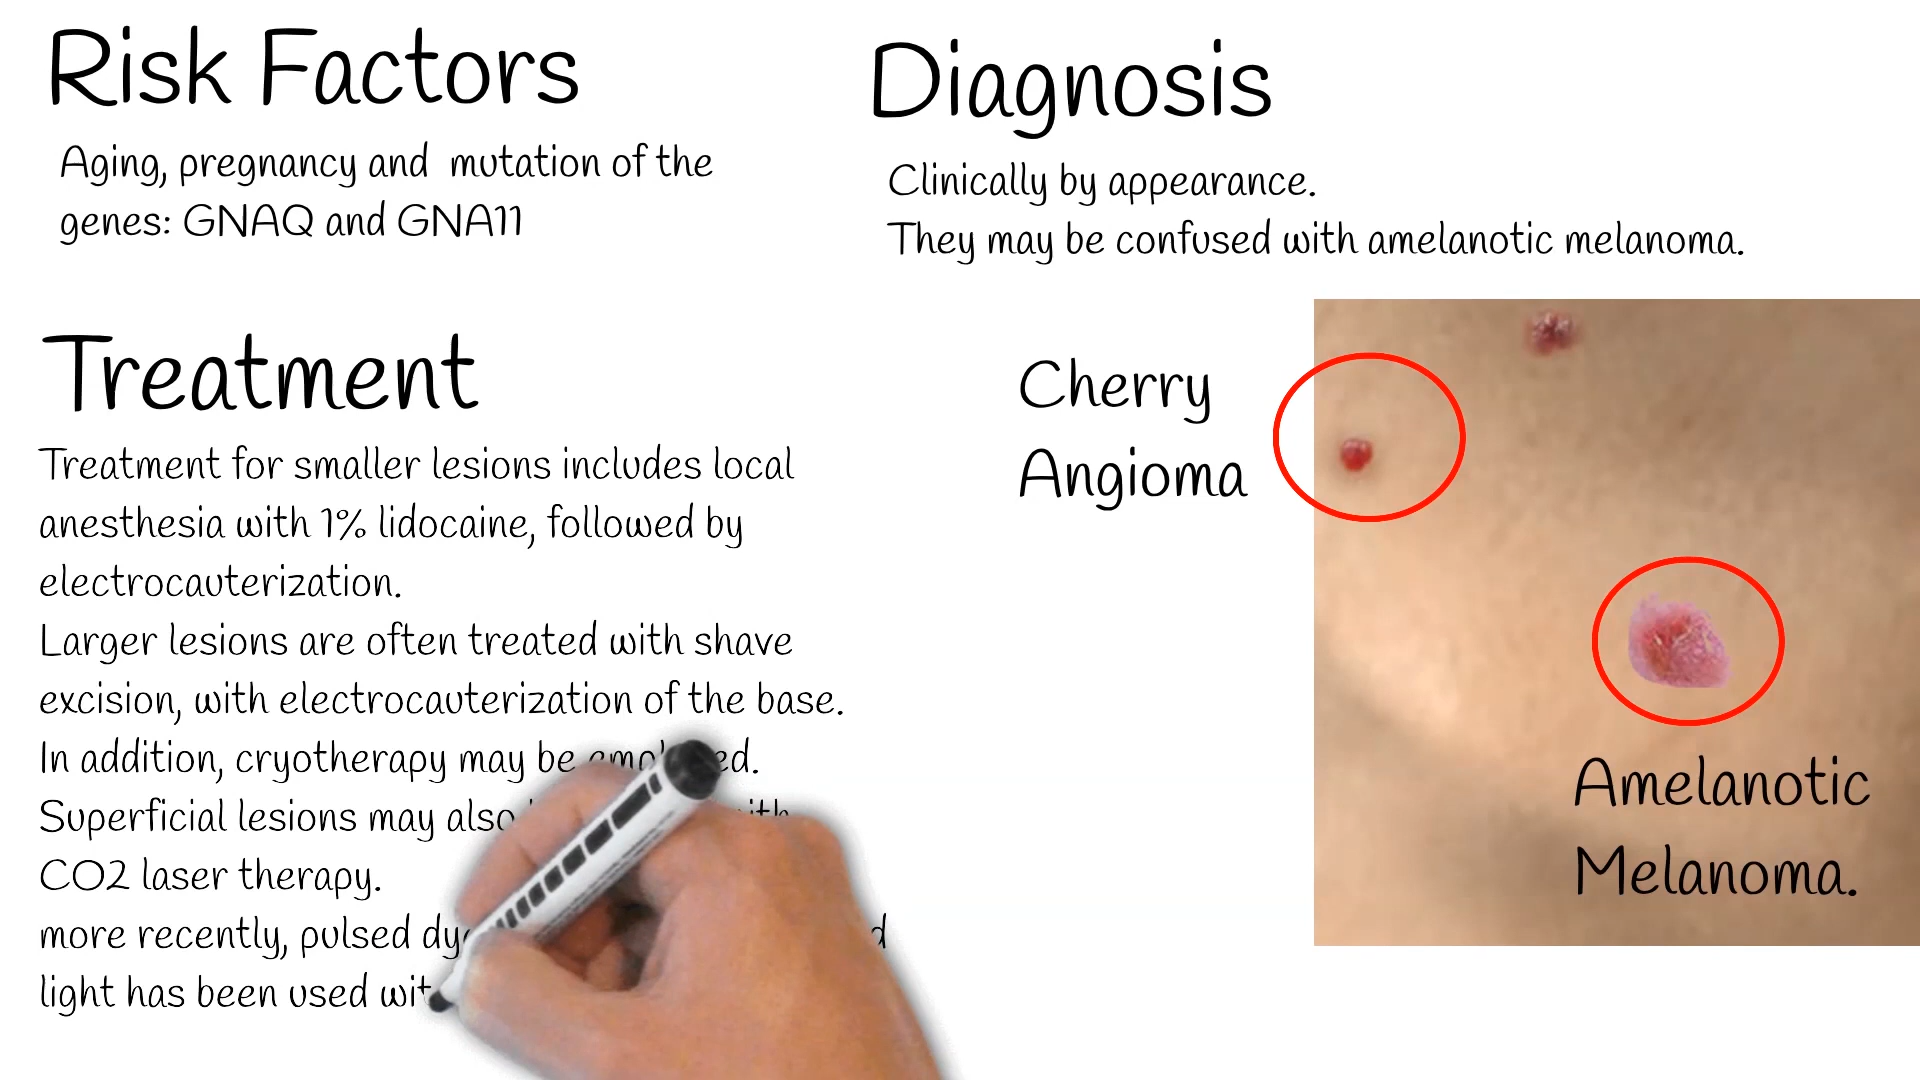 Risk Factors
Aging, pregnancy and mutation of the
genes: GNAQ and GNA11
Diagnosis
Clinically by appearance.
They may be confused with amelanotic melanoma.
Treatment
Treatment for smaller lesions includes local
anesthesia with 1% lidocaine, followed by
electrocauterization.
Larger lesions are often treated with shave
excision, with electrocauterization of the base.
In addition, cryotherapy may be
Superficial lesions may also
CO2 laser therapy.
more recently, pulsed
light has been used
Cherry
Angioma
Amelanotic
Melanoma.